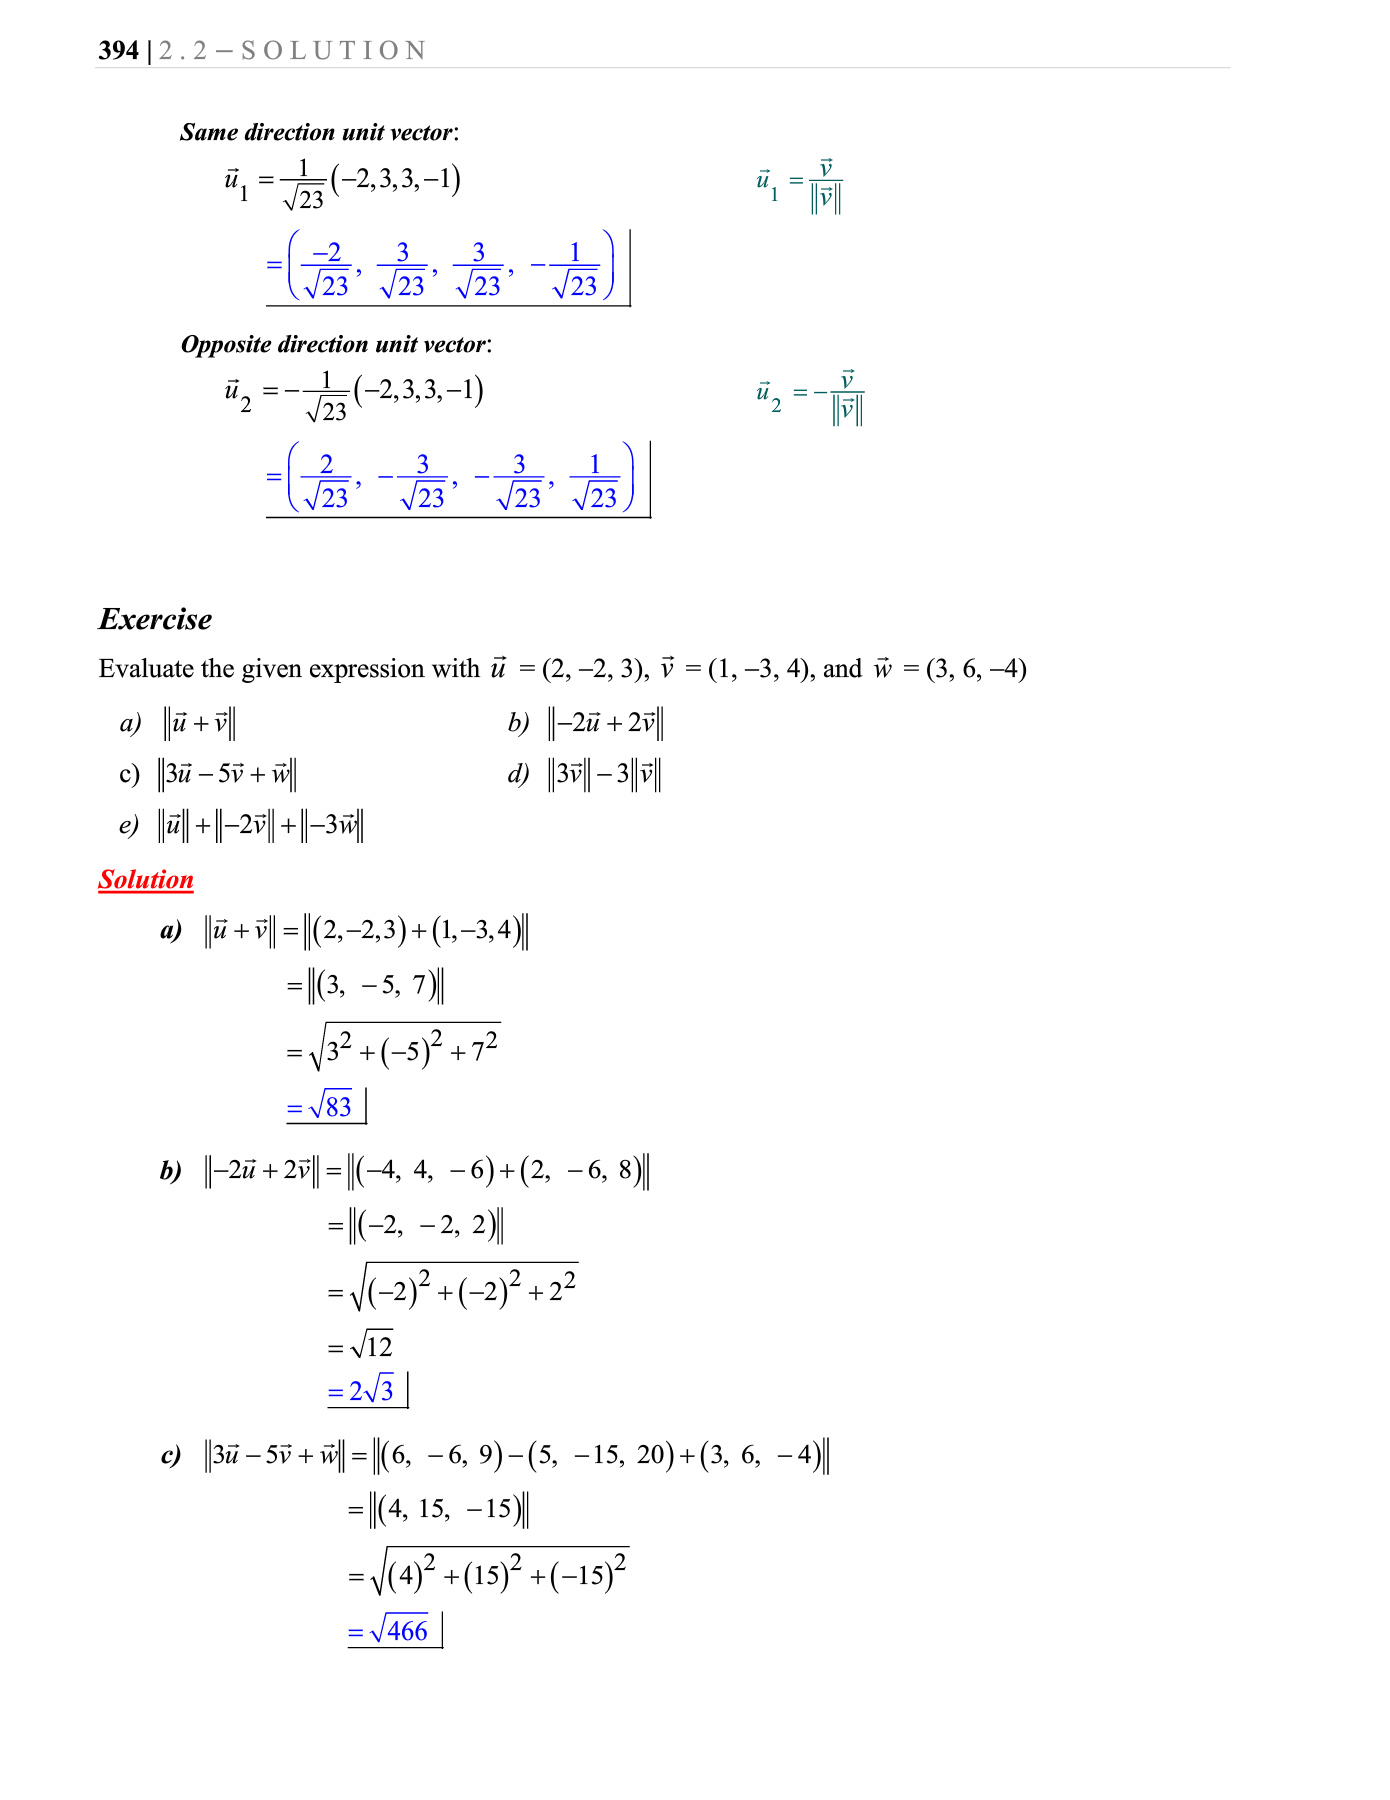 394 | 2 . 2 – S O L U T I O N
Same direction unit vector:
$\vec{u}_1 = \frac{1}{\sqrt{23}}(-2,3,3,-1)$ $\vec{u}_1 = \frac{\vec{v}}{\|\vec{v}\|}$
$= \left(\frac{-2}{\sqrt{23}}, \frac{3}{\sqrt{23}}, \frac{3}{\sqrt{23}}, -\frac{1}{\sqrt{23}}\right)$
Opposite direction unit vector:
$\vec{u}_2 = -\frac{1}{\sqrt{23}}(-2,3,3,-1)$ $\vec{u}_2 = -\frac{\vec{v}}{\|\vec{v}\|}$
$= \left(\frac{2}{\sqrt{23}}, -\frac{3}{\sqrt{23}}, -\frac{3}{\sqrt{23}}, \frac{1}{\sqrt{23}}\right)$
Exercise
Evaluate the given expression with $\vec{u}$ = (2, –2, 3), $\vec{v}$ = (1, –3, 4), and $\vec{w}$ = (3, 6, –4)
a) $\|\vec{u}+\vec{v}\|$ b) $\|-2\vec{u}+2\vec{v}\|$
c) $\|3\vec{u}-5\vec{v}+\vec{w}\|$ d) $\|3\vec{v}\|-3\|\vec{v}\|$
e) $\|\vec{u}\|+\|-2\vec{v}\|+\|-3\vec{w}\|$
Solution
a) $\|\vec{u}+\vec{v}\| = \|(2,-2,3)+(1,-3,4)\|$
$= \|(3, -5, 7)\|$
$= \sqrt{3^2+(-5)^2+7^2}$
$= \sqrt{83}$
b) $\|-2\vec{u}+2\vec{v}\| = \|(-4, 4, -6)+(2, -6, 8)\|$
$= \|(-2, -2, 2)\|$
$= \sqrt{(-2)^2+(-2)^2+2^2}$
$= \sqrt{12}$
$= 2\sqrt{3}$
c) $\|3\vec{u}-5\vec{v}+\vec{w}\| = \|(6, -6, 9)-(5, -15, 20)+(3, 6, -4)\|$
$= \|(4, 15, -15)\|$
$= \sqrt{(4)^2+(15)^2+(-15)^2}$
$= \sqrt{466}$